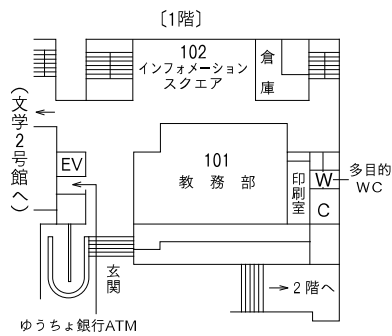 〔1階〕
102
インフォメーション
スクエア
倉庫
(文学2号館へ)
EV
101
教務部
印刷室
W
C
多目的
WC
玄関
2階へ
ゆうちょ銀行ATM